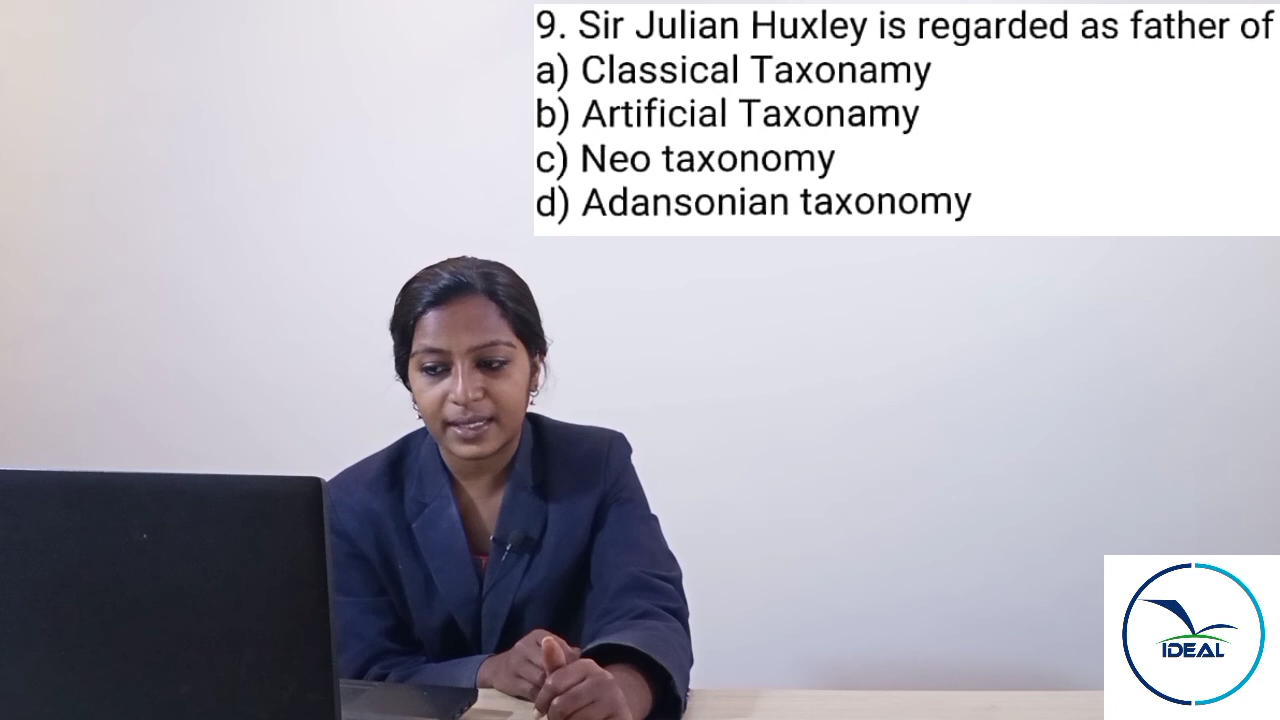 9. Sir Julian Huxley is regarded as father of
a) Classical Taxonamy
b) Artificial Taxonamy
c) Neo taxonomy
d) Adansonian taxonomy
IDEAL